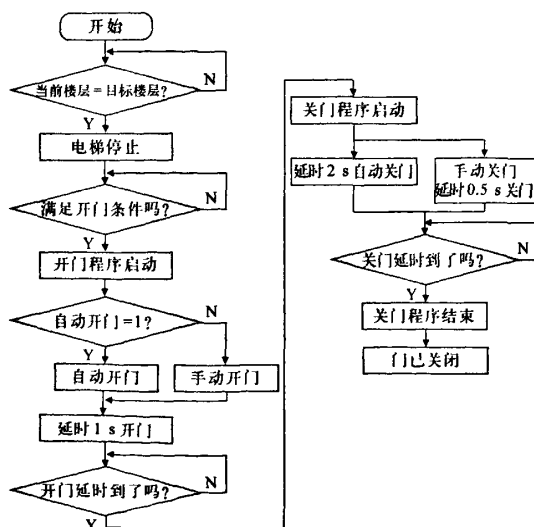 开始
当前楼层=目标楼层?
N
Y
电梯停止
满足开门条件吗?
N
Y
开门程序启动
自动开门=1?
N
Y
自动开门
手动开门
延时1 s开门
开门延时到了吗?
N
Y
关门程序启动
延时2 s自动关门
手动关门
延时0.5 s关门
关门延时到了吗?
N
Y
关门程序结束
门已关闭